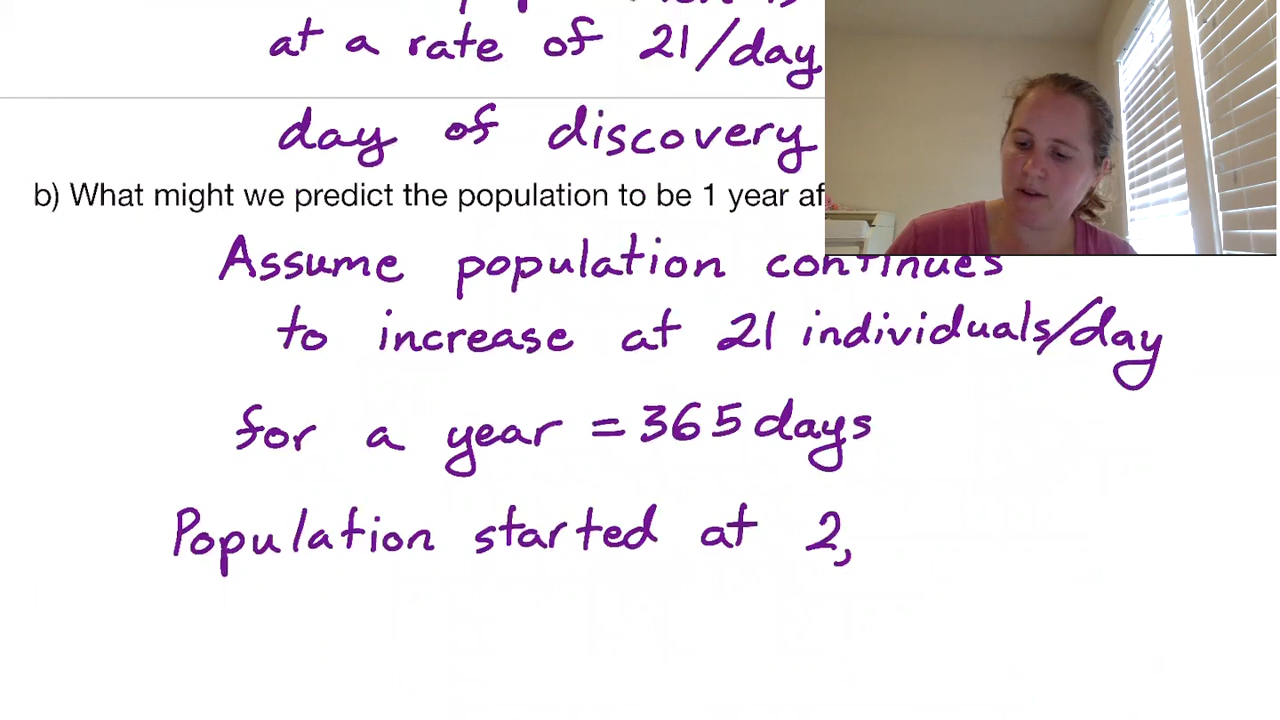 at a rate of 21/day
day of discovery
b) What might we predict the population to be 1 year
Assume population continues
to increase at 21 individuals/day
for a year = 365 days
Population started at 2,